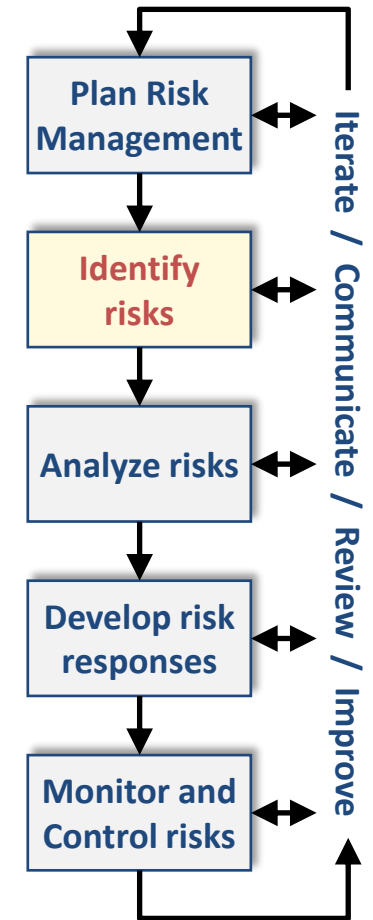 Plan Risk
Management
Identify
risks
Analyze risks
Develop risk
responses
Monitor and
Control risks
Iterate / Communicate / Review / Improve